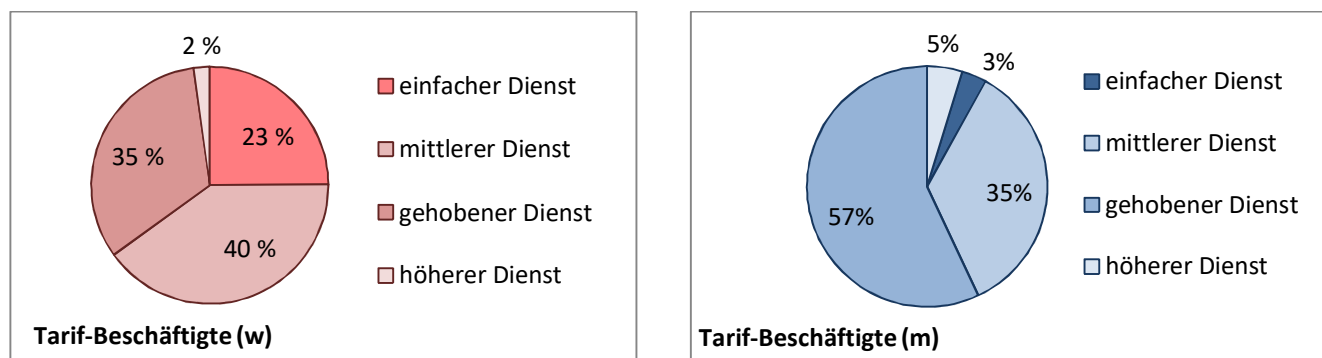 2 %
23 %
35 %
40 %
einfacher Dienst
mittlerer Dienst
gehobener Dienst
höherer Dienst
Tarif-Beschäftigte (w)
5%
3%
35%
57%
einfacher Dienst
mittlerer Dienst
gehobener Dienst
höherer Dienst
Tarif-Beschäftigte (m)